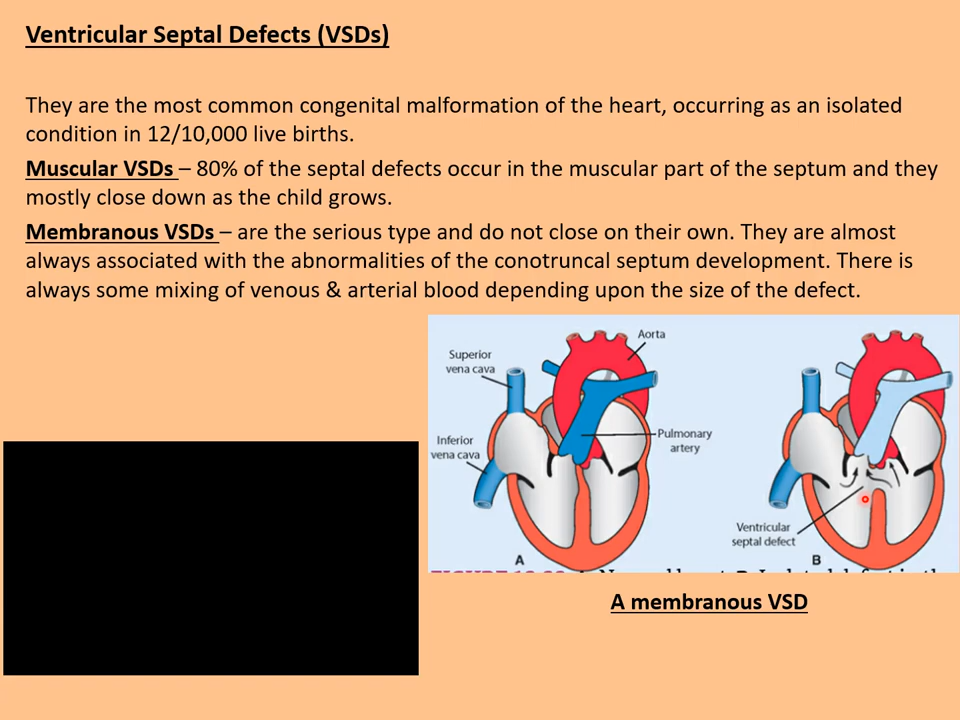 Ventricular Septal Defects (VSDs)
They are the most common congenital malformation of the heart, occurring as an isolated
condition in 12/10,000 live births.
Muscular VSDs – 80% of the septal defects occur in the muscular part of the septum and they
mostly close down as the child grows.
Membranous VSDs – are the serious type and do not close on their own. They are almost
always associated with the abnormalities of the conotruncal septum development. There is
always some mixing of venous & arterial blood depending upon the size of the defect.
Aorta
Superior
vena cava
Inferior
vena cava
Pulmonary
artery
Ventricular
septal defect
A
B
A membranous VSD